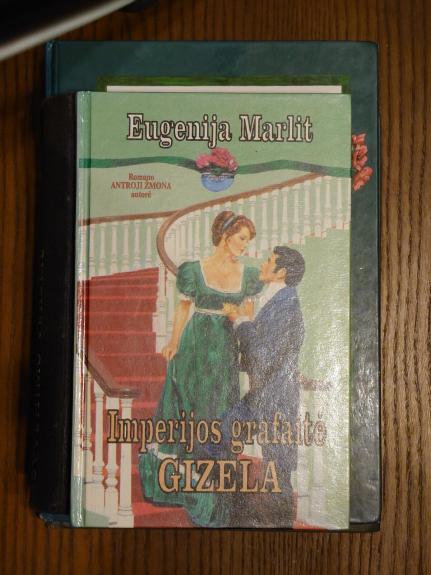 Eugenija Marlit
Romano
ANTROJI ŽMONA
autorė
Imperijos grafaitė
GIZELA